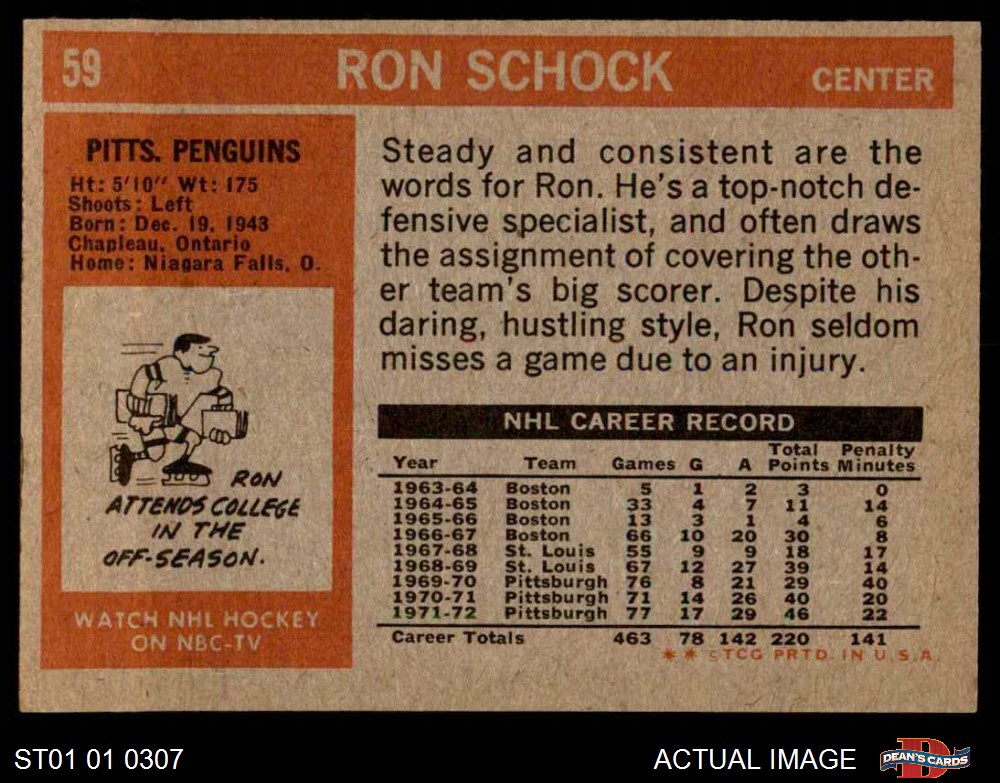 59 RON SCHOCK CENTER
PITTS. PENGUINS
Ht: 5'10" Wt: 175
Shoots: Left
Born: Dec. 19, 1943
Chapleau, Ontario
Home: Niagara Falls, O.
RON
ATTENDS COLLEGE
IN THE
OFF-SEASON.
WATCH NHL HOCKEY
ON NBC-TV
Steady and consistent are the
words for Ron. He's a top-notch de-
fensive specialist, and often draws
the assignment of covering the oth-
er team's big scorer. Despite his
daring, hustling style, Ron seldom
misses a game due to an injury.
NHL CAREER RECORD
Total Penalty
Year Team Games G A Points Minutes
1963-64 Boston 5 1 2 3 0
1964-65 Boston 33 4 7 11 14
1965-66 Boston 13 3 1 4 6
1966-67 Boston 66 10 20 30 8
1967-68 St. Louis 55 9 9 18 17
1968-69 St. Louis 67 12 27 39 14
1969-70 Pittsburgh 76 8 21 29 40
1970-71 Pittsburgh 71 14 26 40 20
1971-72 Pittsburgh 77 17 29 46 22
Career Totals 463 78 142 220 141
** ©TCG PRTD. IN U.S.A.
ST01 01 0307 ACTUAL IMAGE DEAN'S CARDS